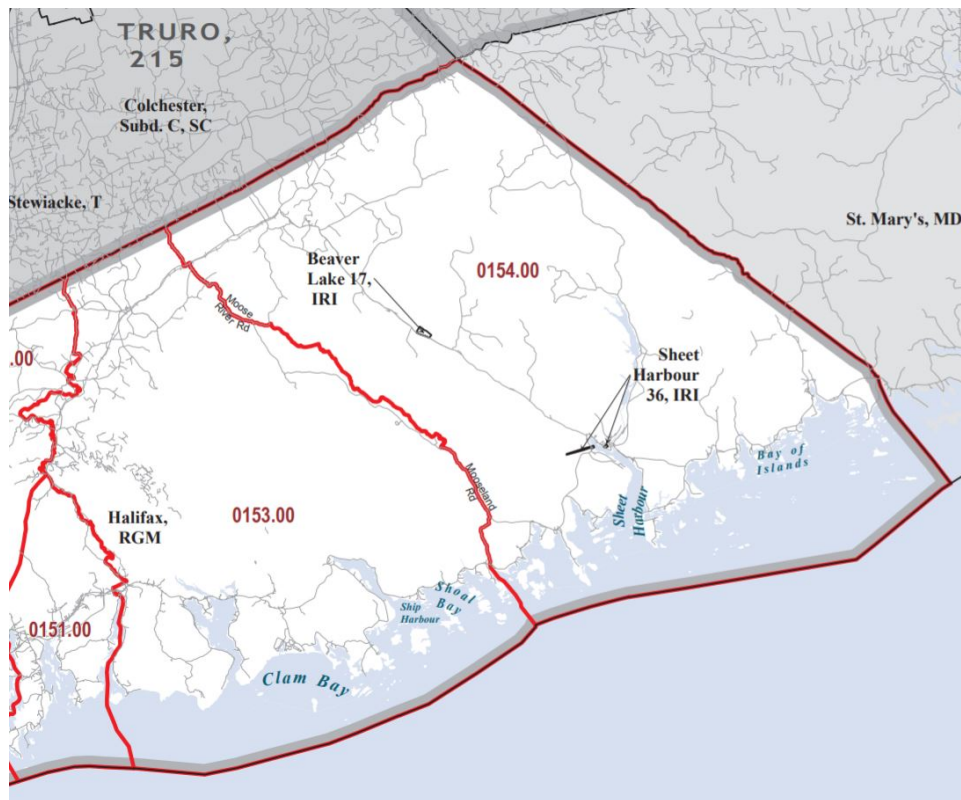 TRURO,
215
Colchester,
Subd. C, SC
Stewiacke, T
St. Mary's, MD
Beaver
Lake 17,
IRI
0154.00
Moose
River Rd
Sheet
Harbour
36, IRI
.00
Mooseland
Rd
Bay of
Islands
Sheet
Harbour
Halifax,
RGM
0153.00
Shoal
Bay
Ship
Harbour
0151.00
Clam Bay